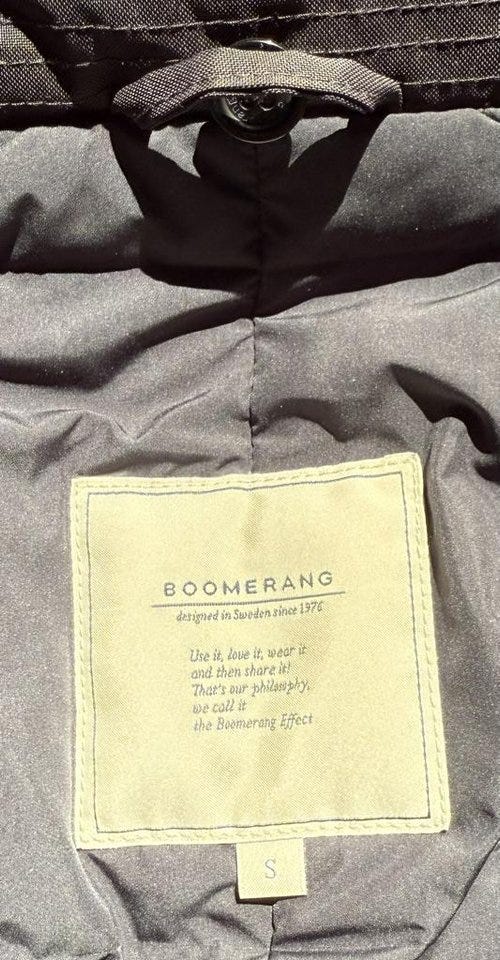 BOOMERANG
designed in Sweden since 1976
Use it, love it, wear it
and then share it!
That's our philosophy,
we call it
the Boomerang Effect
S